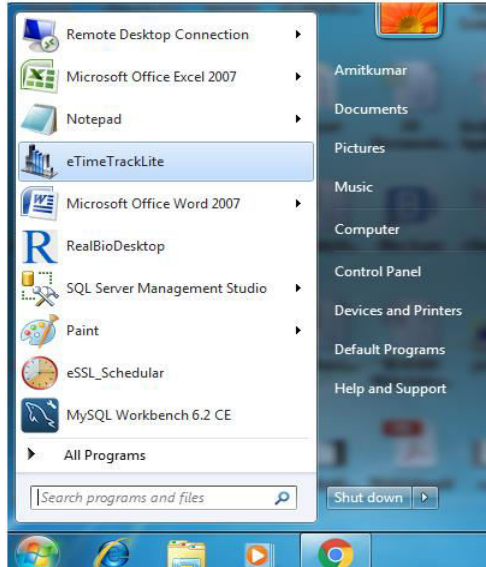 Remote Desktop Connection
Microsoft Office Excel 2007
Notepad
eTimeTrackLite
Microsoft Office Word 2007
RealBioDesktop
SQL Server Management Studio
Paint
eSSL_Schedular
MySQL Workbench 6.2 CE
All Programs
Search programs and files
Amitkumar
Documents
Pictures
Music
Computer
Control Panel
Devices and Printers
Default Programs
Help and Support
Shut down